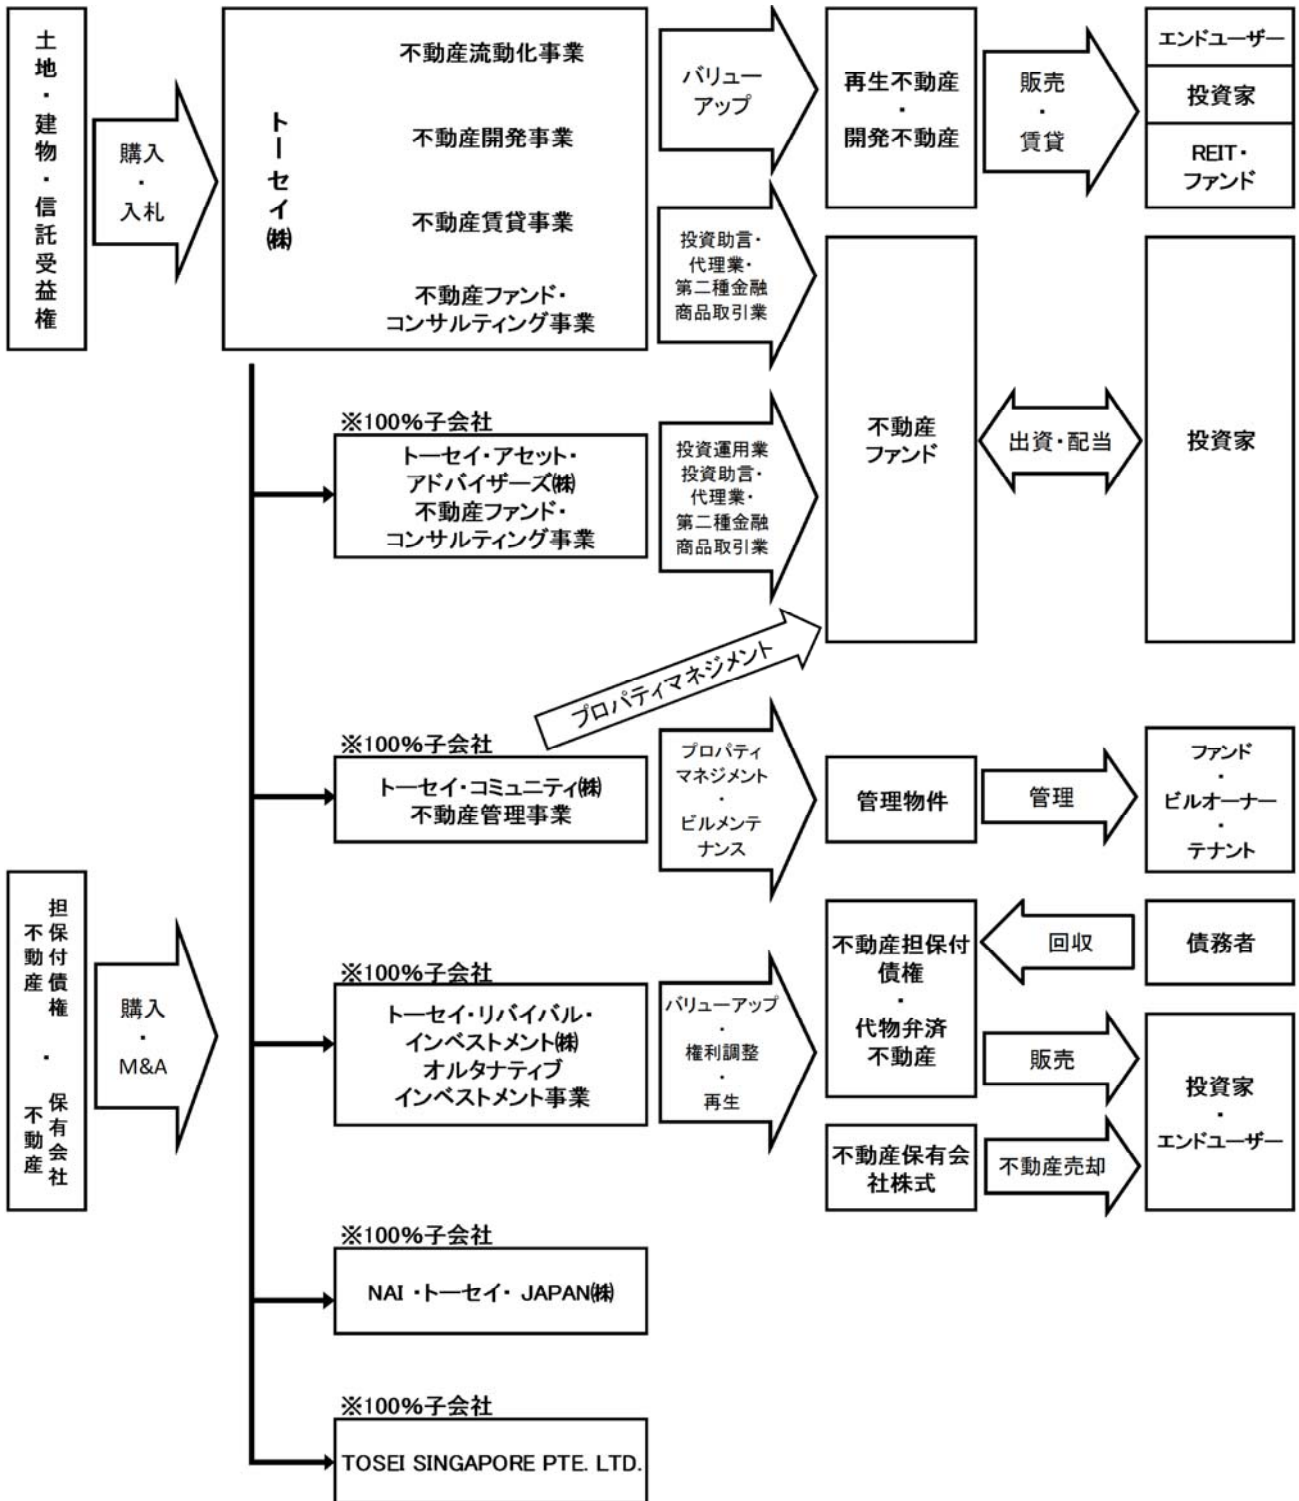 土地・建物・信託受益権
購入
・
入札
トーセイ㈱
不動産流動化事業
不動産開発事業
不動産賃貸事業
不動産ファンド・
コンサルティング事業
バリュー
アップ
再生不動産
・
開発不動産
販売
・
賃貸
エンドユーザー
投資家
REIT・
ファンド
投資助言・
代理業・
第二種金融
商品取引業
※100%子会社
トーセイ・アセット・
アドバイザーズ㈱
不動産ファンド・
コンサルティング事業
投資運用業
投資助言・
代理業・
第二種金融
商品取引業
不動産
ファンド
出資・配当
投資家
プロパティマネジメント
※100%子会社
トーセイ・コミュニティ㈱
不動産管理事業
プロパティ
マネジメント
・
ビルメンテ
ナンス
管理物件
管理
ファンド
・
ビルオーナー
・
テナント
担保付債権・保有会社
不動産 不動産
購入
・
M&A
※100%子会社
トーセイ・リバイバル・
インベストメント㈱
オルタナティブ
インベストメント事業
バリューアップ
・
権利調整
・
再生
不動産担保付
債権
・
代物弁済
不動産
回収
債務者
販売
投資家
・
エンドユーザー
不動産保有会
社株式
不動産売却
※100%子会社
NAI ・トーセイ・ JAPAN㈱
※100%子会社
TOSEI SINGAPORE PTE. LTD.